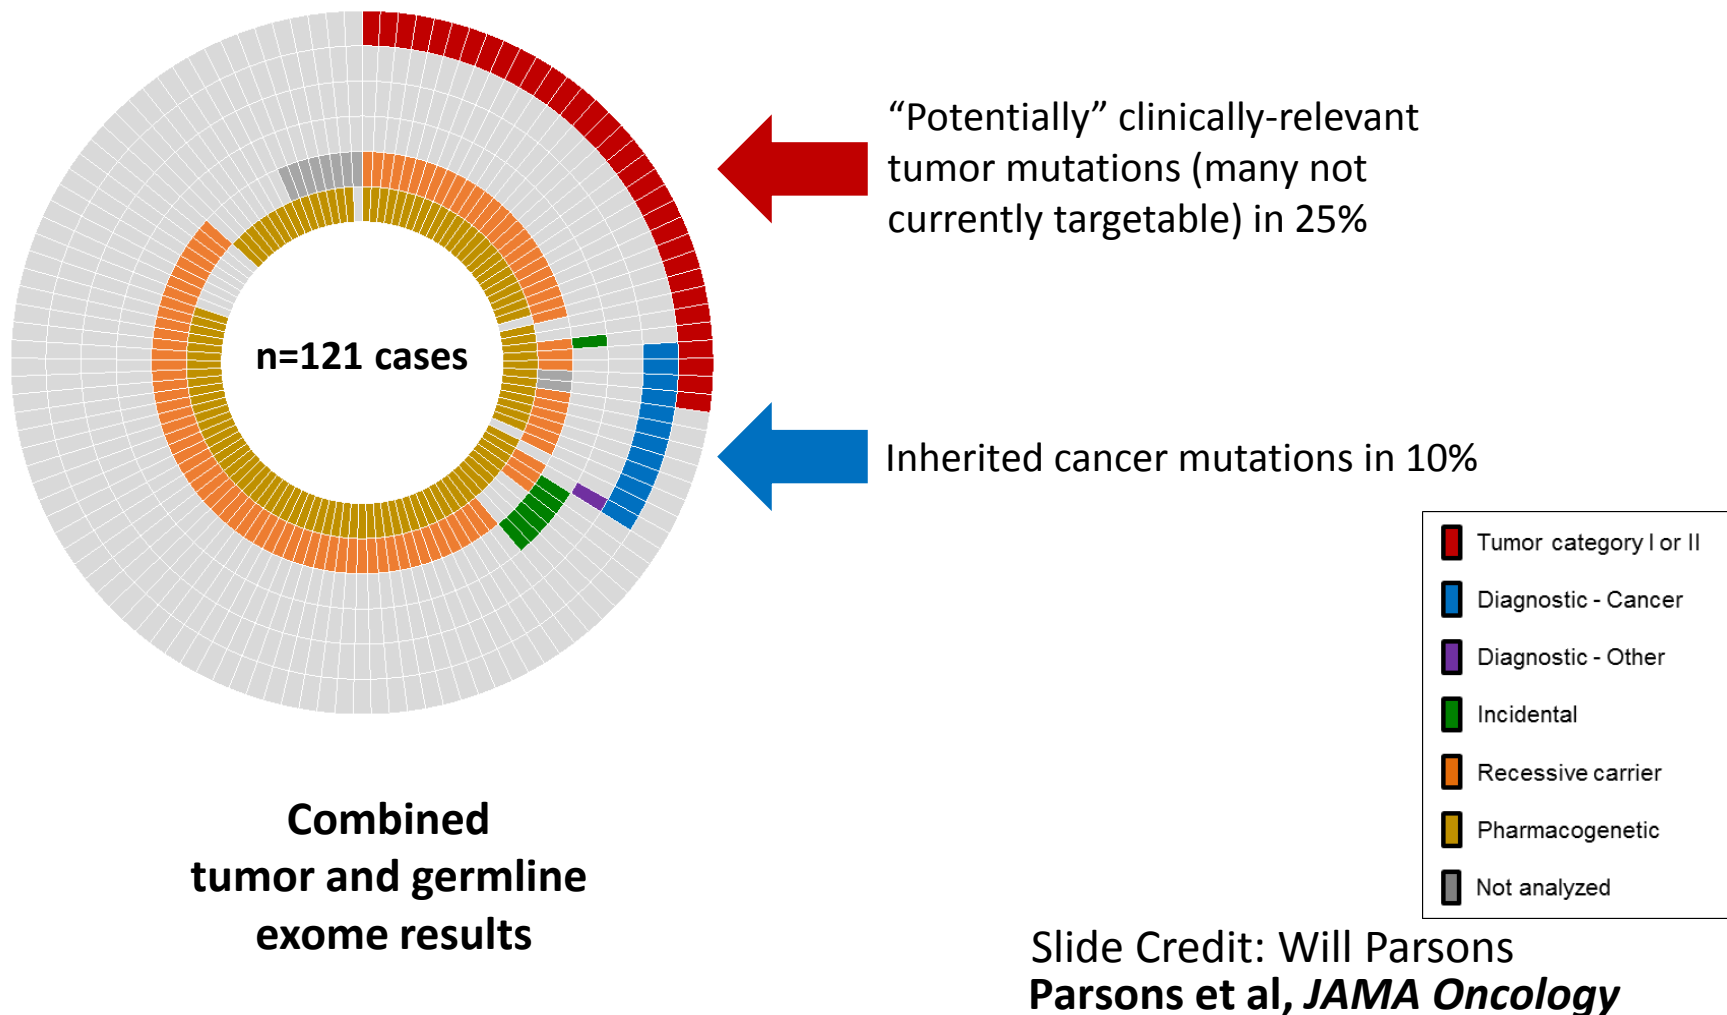 “Potentially” clinically-relevant
tumor mutations (many not
currently targetable) in 25%
n=121 cases
Inherited cancer mutations in 10%
Tumor category I or II
Diagnostic - Cancer
Diagnostic - Other
Incidental
Recessive carrier
Pharmacogenetic
Not analyzed
Combined
tumor and germline
exome results
Slide Credit: Will Parsons
Parsons et al, JAMA Oncology